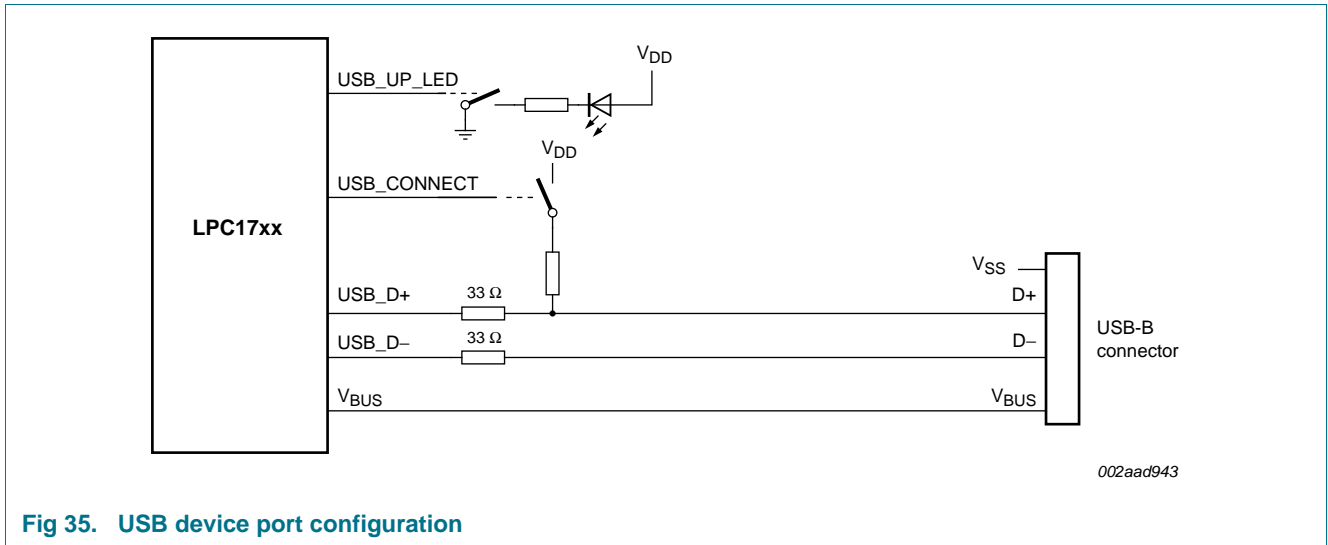 V_DD
USB_UP_LED
V_DD
USB_CONNECT
LPC17xx
V_SS
USB_D+
33 Ω
D+
USB-B
connector
USB_D−
33 Ω
D−
V_BUS
V_BUS
002aad943
Fig 35. USB device port configuration